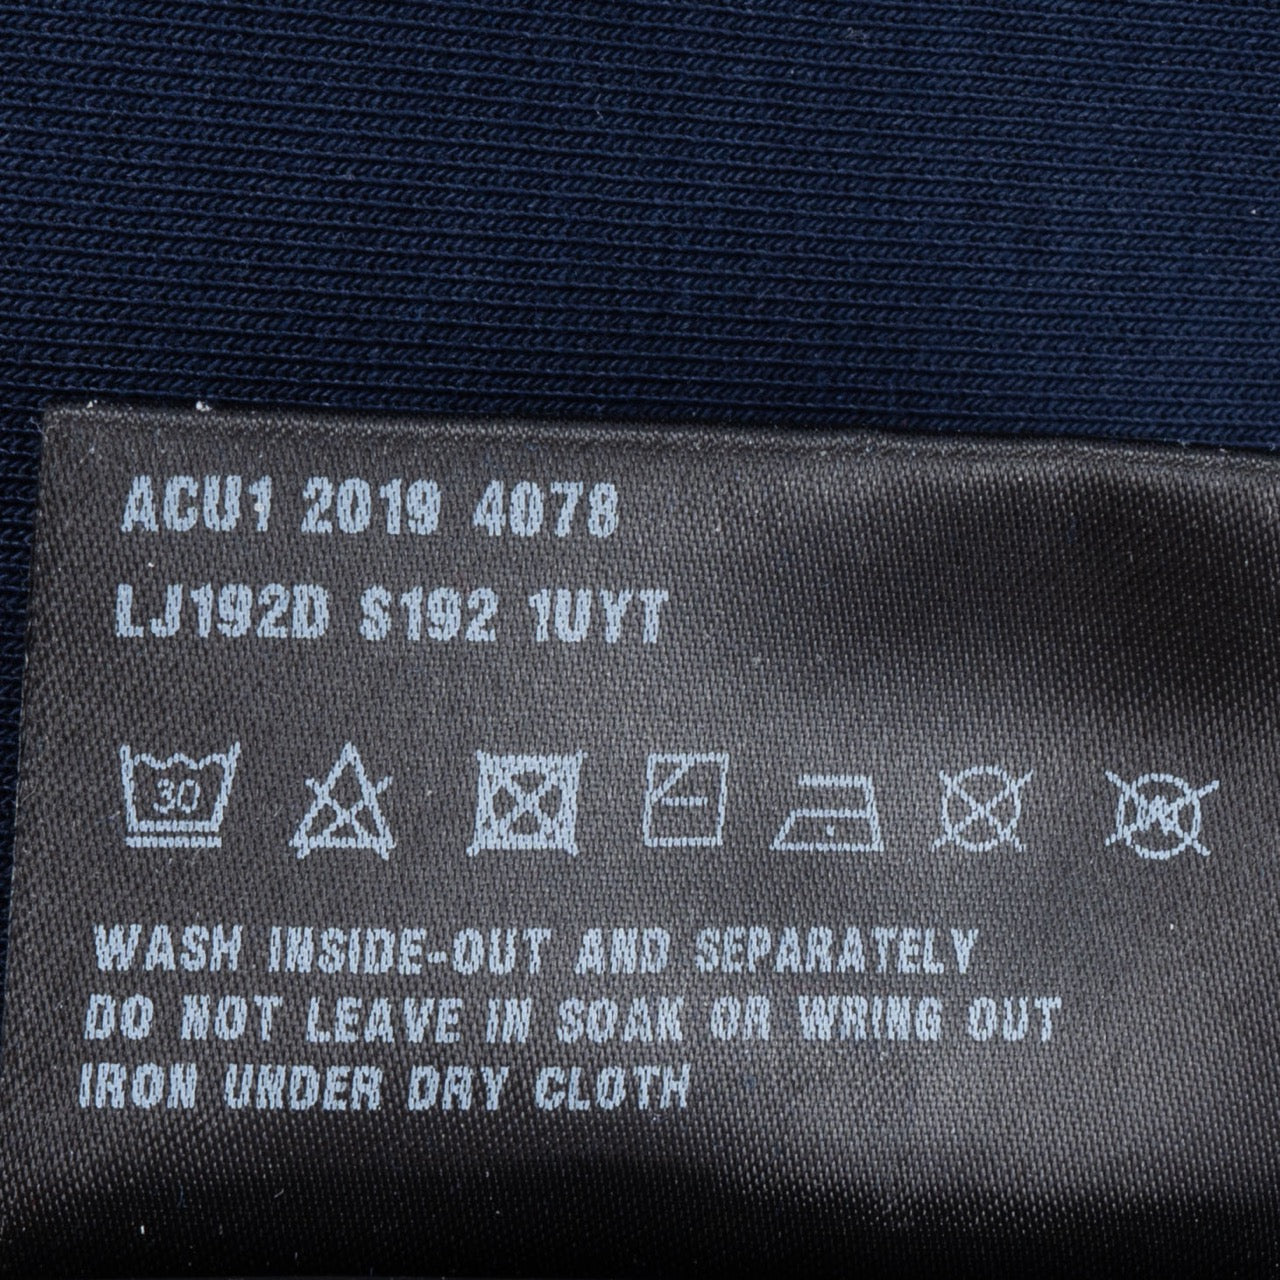 ACU1 2019 4078
LJ192D S192 1UYT
30
W
WASH INSIDE-OUT AND SEPARATELY
DO NOT LEAVE IN SOAK OR WRING OUT
IRON UNDER DRY CLOTH